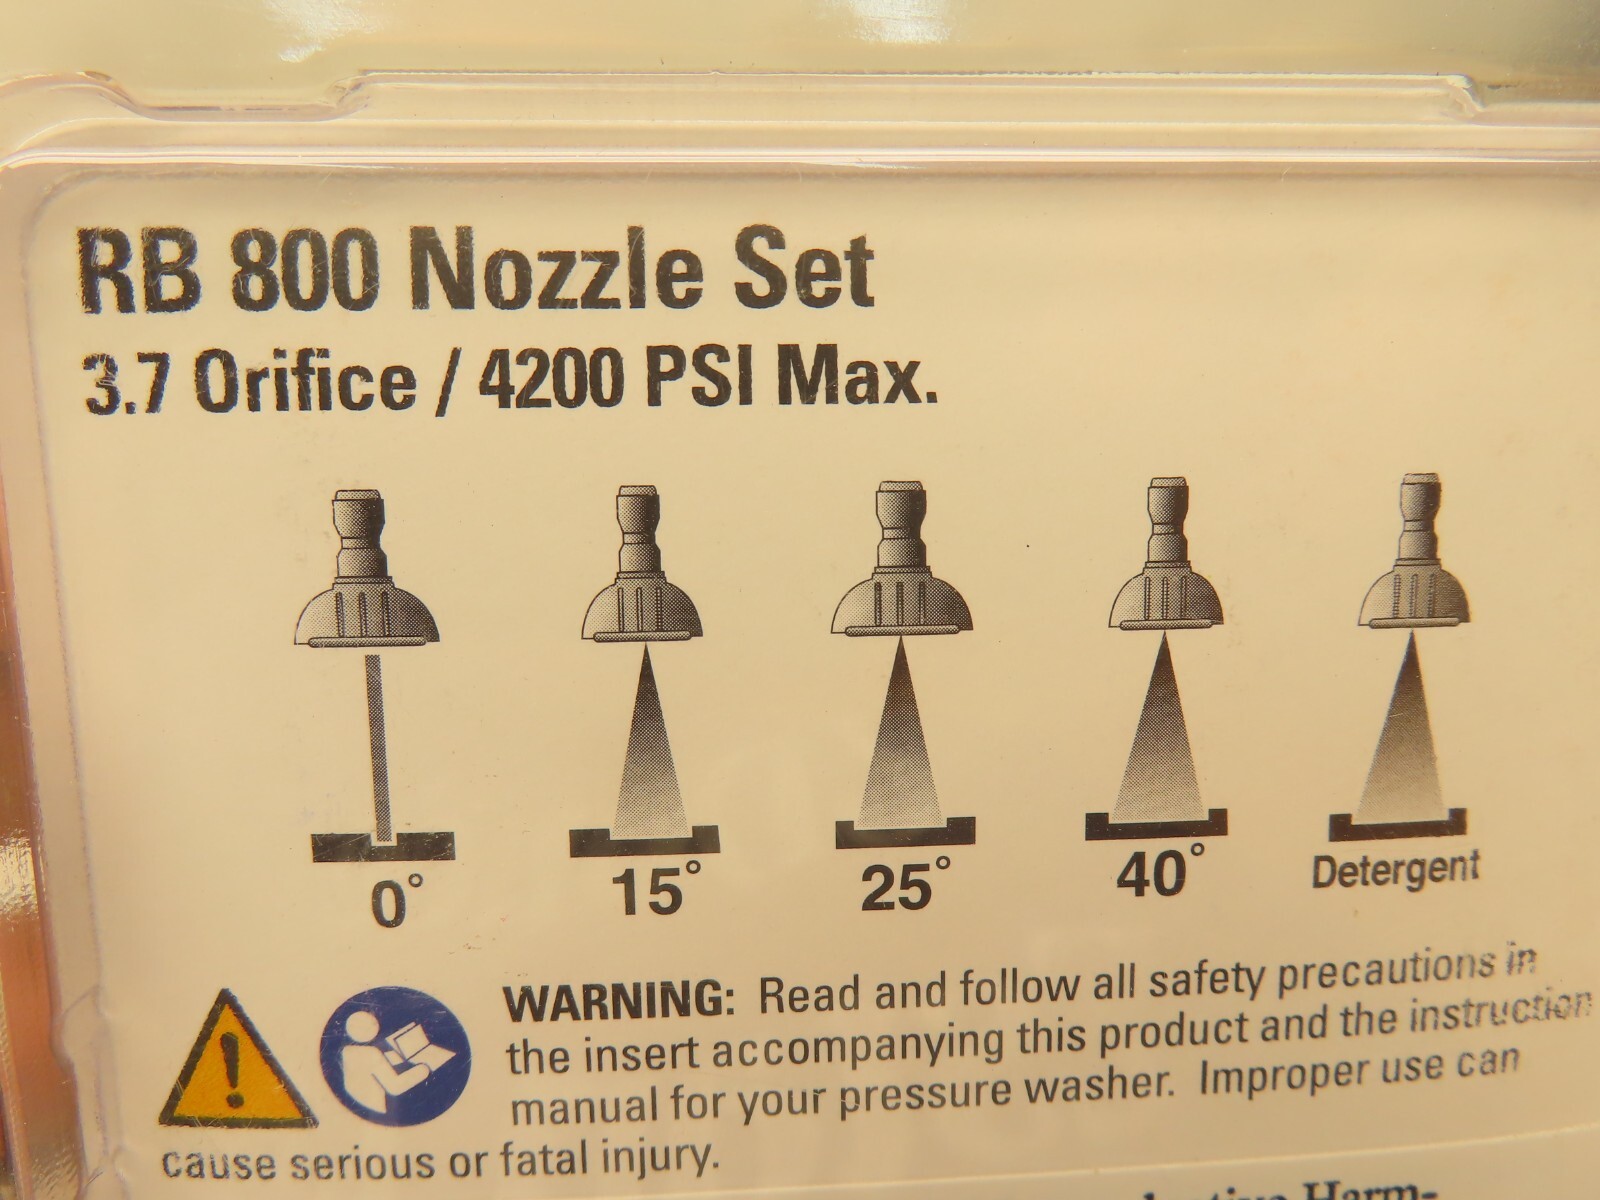 RB 800 Nozzle Set
3.7 Orifice / 4200 PSI Max.
0° 15° 25° 40° Detergent
WARNING: Read and follow all safety precautions in
the insert accompanying this product and the instruction
manual for your pressure washer. Improper use can
cause serious or fatal injury.
Harm-